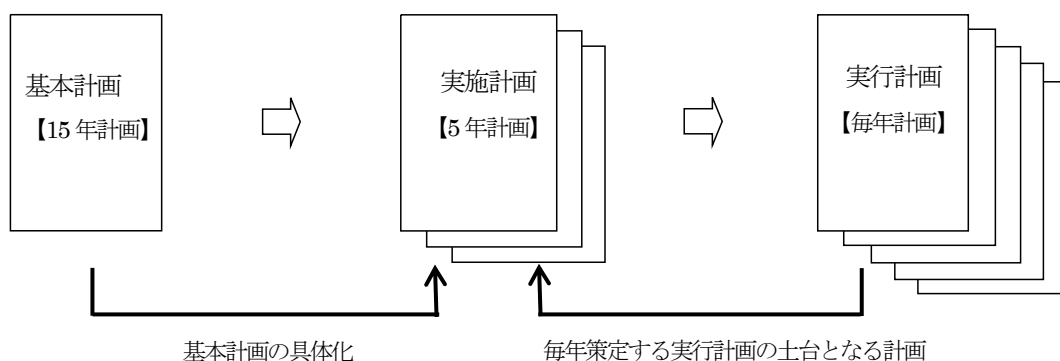 基本計画
【15 年計画】
実施計画
【5 年計画】
実行計画
【毎年計画】
基本計画の具体化
毎年策定する実行計画の土台となる計画